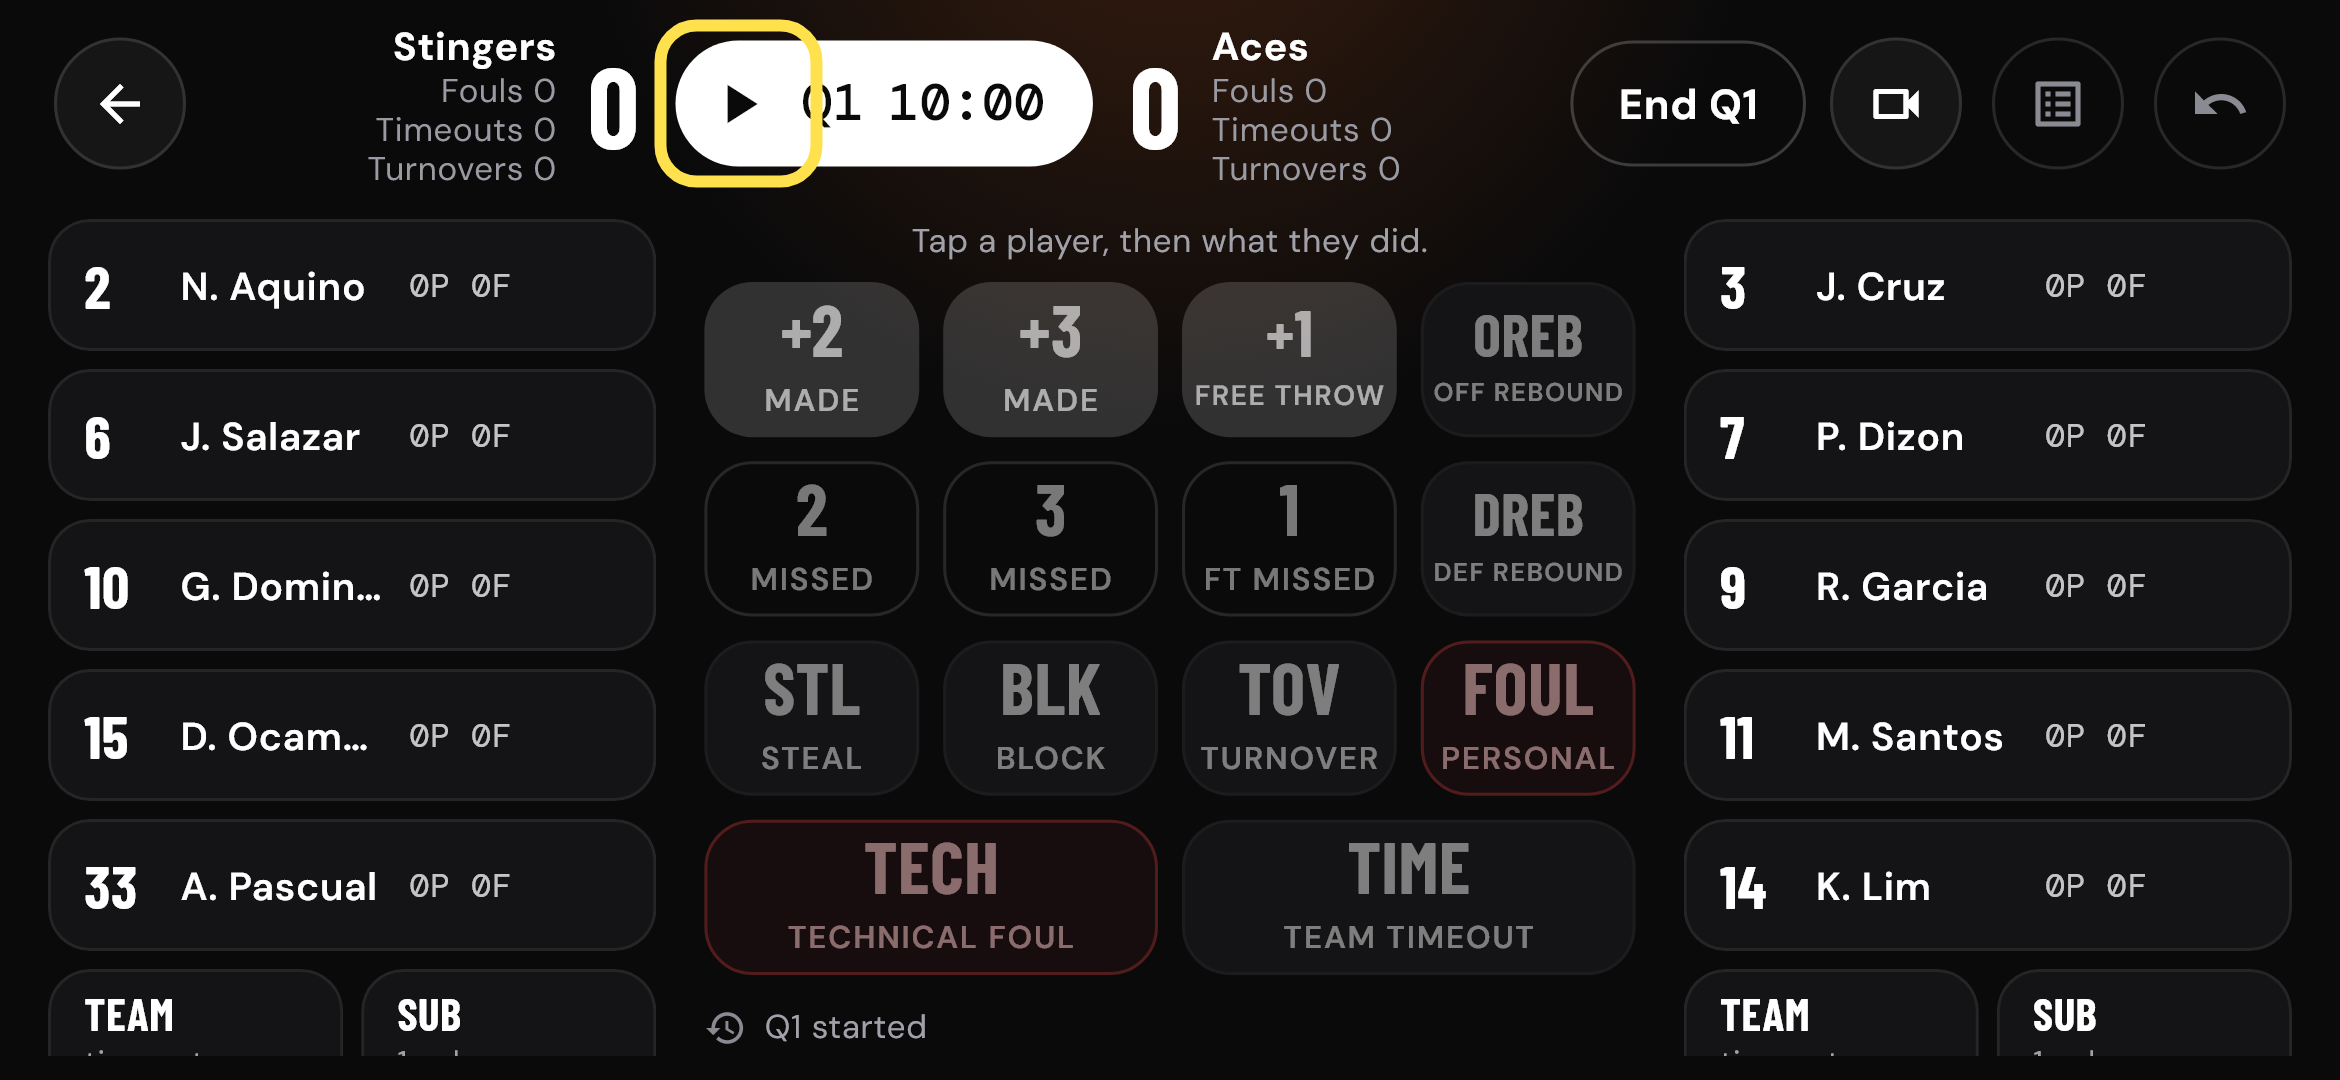 Stingers
Fouls 0
Timeouts 0
Turnovers 0
0
Q1 10:00
0
Aces
Fouls 0
Timeouts 0
Turnovers 0
End Q1
Tap a player, then what they did.
2 N. Aquino 0P 0F
6 J. Salazar 0P 0F
10 G. Domin... 0P 0F
15 D. Ocam... 0P 0F
33 A. Pascual 0P 0F
TEAM
SUB
+2
MADE
+3
MADE
+1
FREE THROW
OREB
OFF REBOUND
2
MISSED
3
MISSED
1
FT MISSED
DREB
DEF REBOUND
STL
STEAL
BLK
BLOCK
TOV
TURNOVER
FOUL
PERSONAL
TECH
TECHNICAL FOUL
TIME
TEAM TIMEOUT
Q1 started
3 J. Cruz 0P 0F
7 P. Dizon 0P 0F
9 R. Garcia 0P 0F
11 M. Santos 0P 0F
14 K. Lim 0P 0F
TEAM
SUB